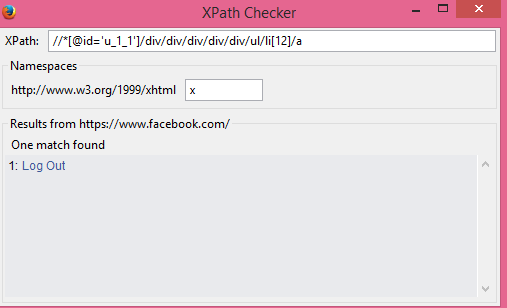 XPath Checker
XPath: //*[@id='u_1_1']/div/div/div/div/div/ul/li[12]/a
Namespaces
http://www.w3.org/1999/xhtml x
Results from https://www.facebook.com/
One match found
1: Log Out